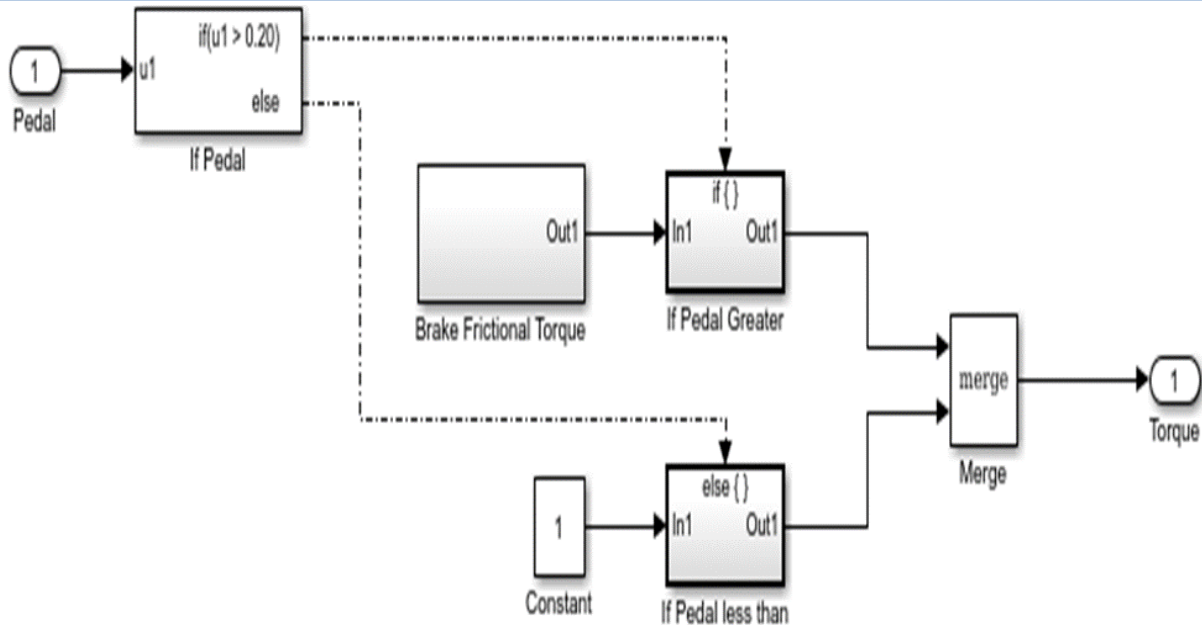 1
Pedal
u1
if(u1 > 0.20)
else
If Pedal
Out1
Brake Frictional Torque
if { }
In1
Out1
If Pedal Greater
merge
Merge
1
Torque
1
Constant
else { }
In1
Out1
If Pedal less than